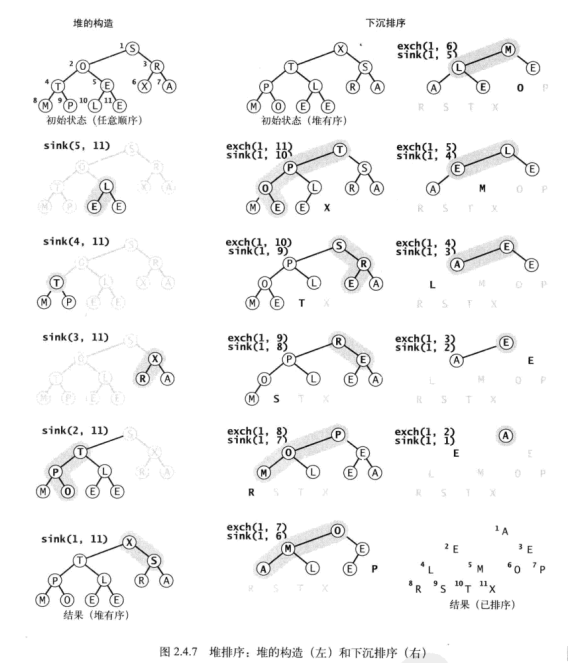 堆的构造
1 S
2 O 3 R
4 T 5 E 6 X 7 A
8 M 9 P 10 L 11 E
初始状态（任意顺序）
sink(5, 11)
S
O R
T L X A
M P E E
sink(4, 11)
S
O R
T L X A
M P E E
sink(3, 11)
S
O X
T L R A
M P E E
sink(2, 11)
S
T X
P L R A
M O E E
sink(1, 11)
X
T S
P L R A
M O E E
结果（堆有序）
下沉排序
X
T S
P L R A
M O E E
初始状态（堆有序）
exch(1, 11)
sink(1, 10)
T
P S
O L R A
M E E X
exch(1, 10)
sink(1, 9)
S
P R
O L E A
M E T X
exch(1, 9)
sink(1, 8)
R
P E
O L E A
M S T X
exch(1, 8)
sink(1, 7)
P
O E
M L E A
R S T X
exch(1, 7)
sink(1, 6)
O
M E
A L E P
R S T X
exch(1, 6)
sink(1, 5)
M
L E
A E O P
R S T X
exch(1, 5)
sink(1, 4)
L
E E
A M O P
R S T X
exch(1, 4)
sink(1, 3)
E
A E
L M O P
R S T X
exch(1, 3)
sink(1, 2)
E
A E
L M O P
R S T X
exch(1, 2)
sink(1, 1)
A
E E
L M O P
R S T X
1 A
2 E 3 E
4 L 5 M 6 O 7 P
8 R 9 S 10 T 11 X
结果（已排序）
图 2.4.7 堆排序：堆的构造（左）和下沉排序（右）